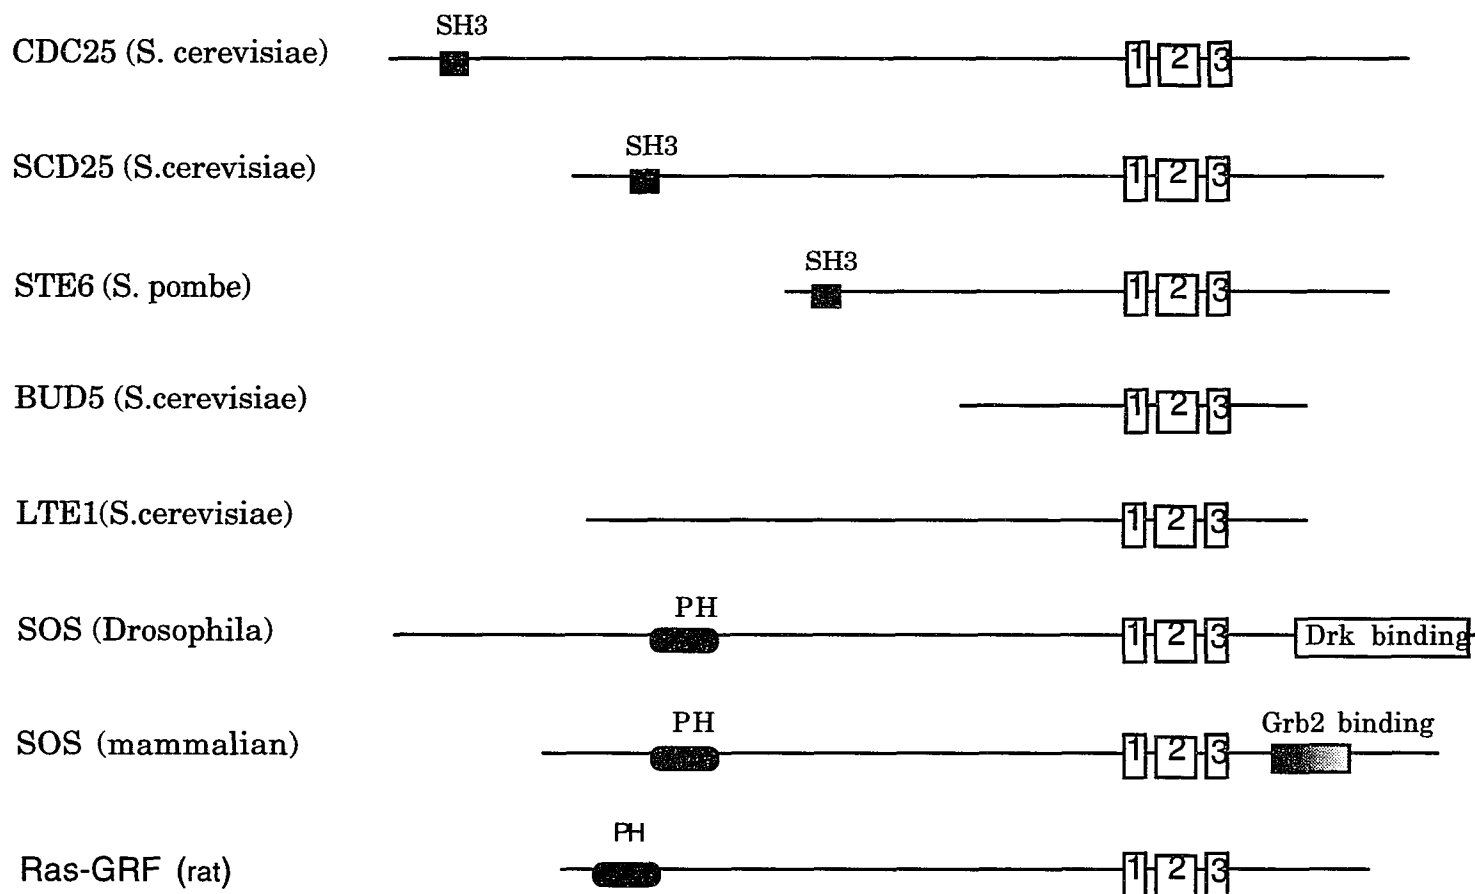 SH3
CDC25 (S. cerevisiae)
1 2 3
SH3
SCD25 (S.cerevisiae)
1 2 3
SH3
STE6 (S. pombe)
1 2 3
BUD5 (S.cerevisiae)
1 2 3
LTE1(S.cerevisiae)
1 2 3
PH
SOS (Drosophila)
1 2 3 Drk binding
PH Grb2 binding
SOS (mammalian)
1 2 3
PH
Ras-GRF (rat)
1 2 3